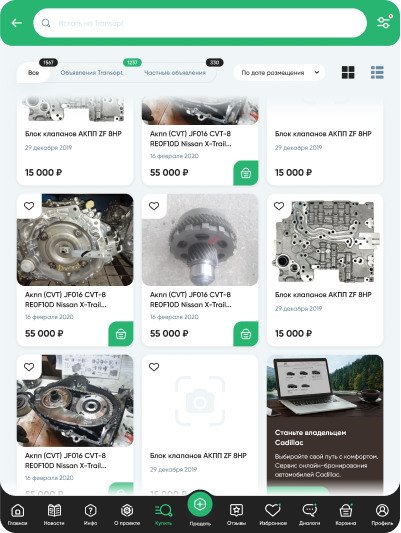 Искать на Transopt
1567 1237 330
Все Объявления Transopt Частные объявления По дате размещения
Блок клапанов АКПП ZF 8HP
29 декабря 2019
15 000 ₽
Акпп (CVT) JF016 CVT-8
RE0F10D Nissan X-Trail...
16 февраля 2020
55 000 ₽
Блок клапанов АКПП ZF 8HP
29 декабря 2019
15 000 ₽
Акпп (CVT) JF016 CVT-8
RE0F10D Nissan X-Trail...
16 февраля 2020
55 000 ₽
Акпп (CVT) JF016 CVT-8
RE0F10D Nissan X-Trail...
16 февраля 2020
55 000 ₽
Блок клапанов АКПП ZF 8HP
29 декабря 2019
15 000 ₽
Акпп (CVT) JF016 CVT-8
RE0F10D Nissan X-Trail...
16 февраля 2020
55 000 ₽
Блок клапанов АКПП ZF 8HP
29 декабря 2019
15 000 ₽
Станьте владельцем
Cadillac
Выбирайте свой путь с комфортом.
Сервис онлайн-бронирования
автомобилей Cadillac.
Главная Новости Инфо О проекте Купить Продать Отзывы Избранное Диалоги Корзина Профиль